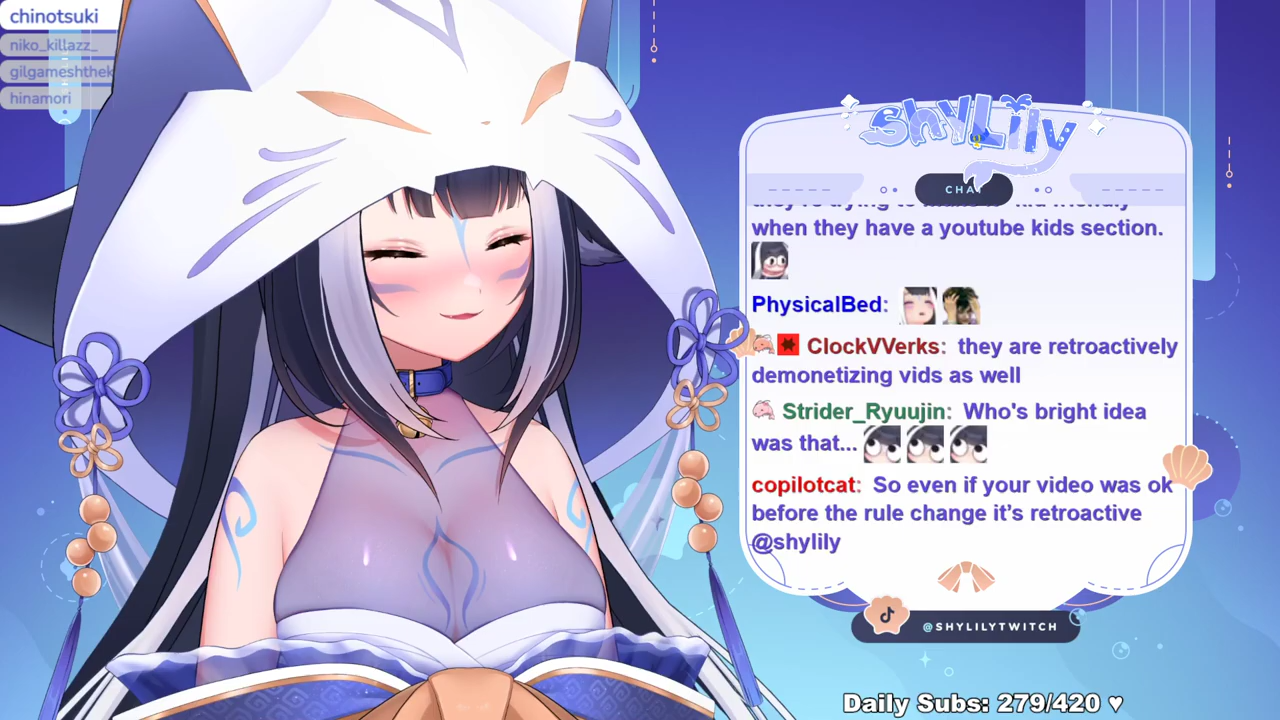 chinotsuki
niko_killazz_
gilgameshthek
hinamori
shyLily
CHAT
when they have a youtube kids section.
PhysicalBed:
ClockVVerks: they are retroactively
demonetizing vids as well
Strider_Ryuujin: Who's bright idea
was that...
copilotcat: So even if your video was ok
before the rule change it's retroactive
@shylily
@SHYLILYTWITCH
Daily Subs: 279/420 ♥